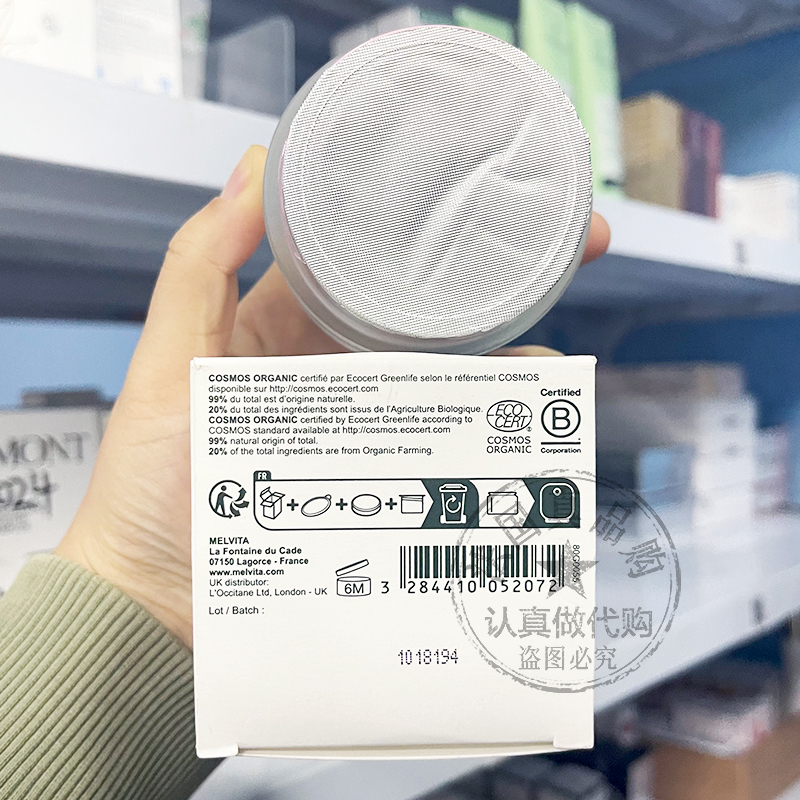 COSMOS ORGANIC certifié par Ecocert Greenlife selon le référentiel COSMOS
disponible sur http://cosmos.ecocert.com
99% du total est d'origine naturelle.
20% du total des ingrédients sont issus de l'Agriculture Biologique.
COSMOS ORGANIC certified by Ecocert Greenlife according to
COSMOS standard available at http://cosmos.ecocert.com
99% natural origin of total.
20% of the total ingredients are from Organic Farming.
ECO
CERT
COSMOS
ORGANIC
Certified
B
Corporation
FR
MELVITA
La Fontaine du Cade
07150 Lagorce - France
www.melvita.com
UK distributor:
L'Occitane Ltd, London - UK
6M
3 284410 052072
Lot / Batch :
1018194
认真做代购
盗图必究
MONT
2024